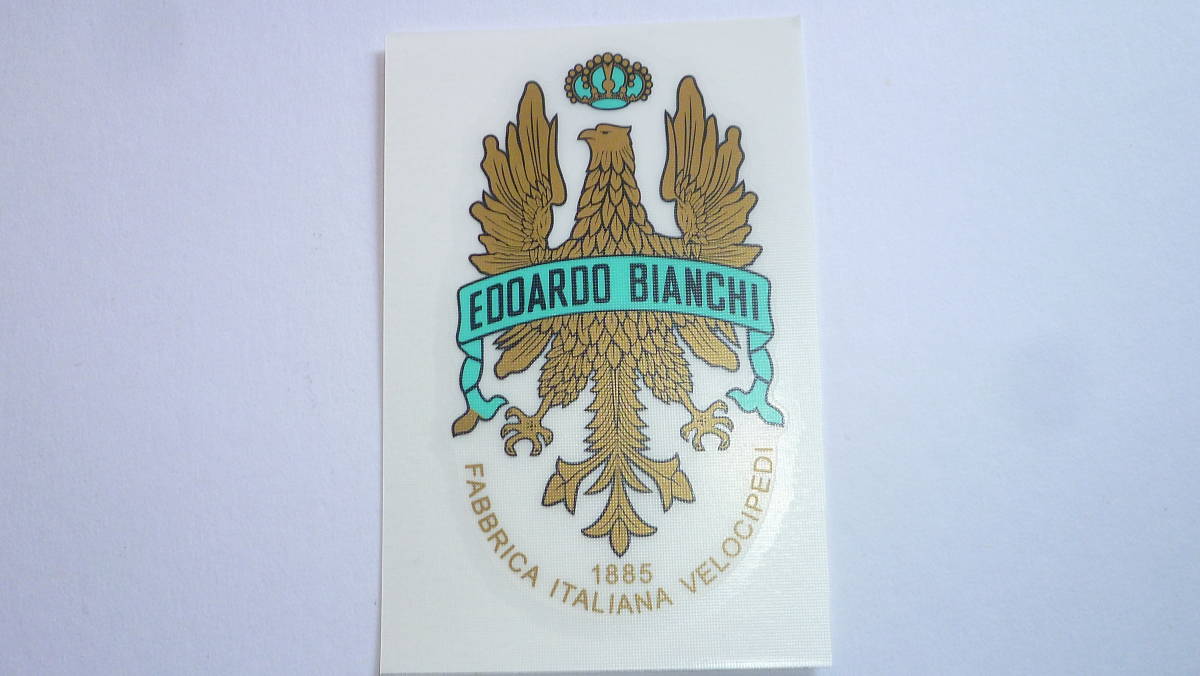 EDOARDO BIANCHI
1885
FABBRICA ITALIANA VELOCIPEDI